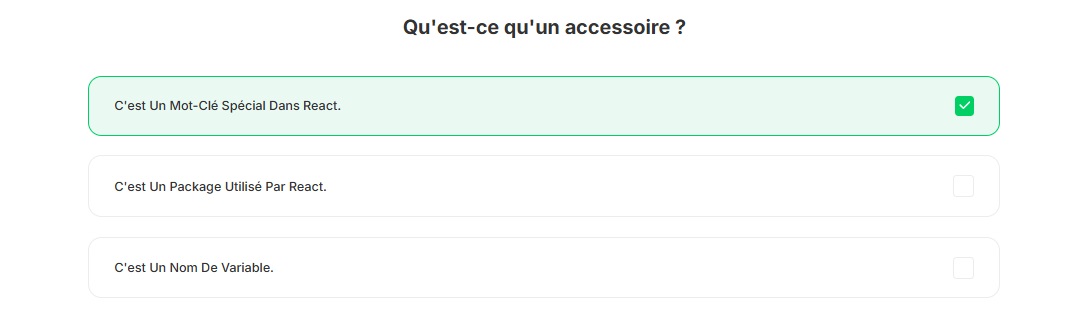 Qu'est-ce qu'un accessoire ?
C'est Un Mot-Clé Spécial Dans React.
C'est Un Package Utilisé Par React.
C'est Un Nom De Variable.